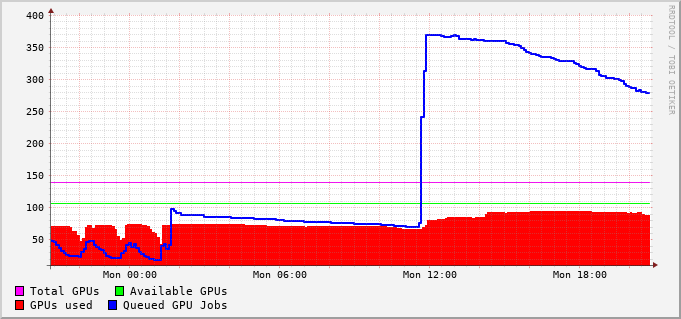 400
350
300
250
200
150
100
50
Mon 00:00 Mon 06:00 Mon 12:00 Mon 18:00
Total GPUs Available GPUs
GPUs used Queued GPU Jobs
RRDTOOL / TOBI OETIKER